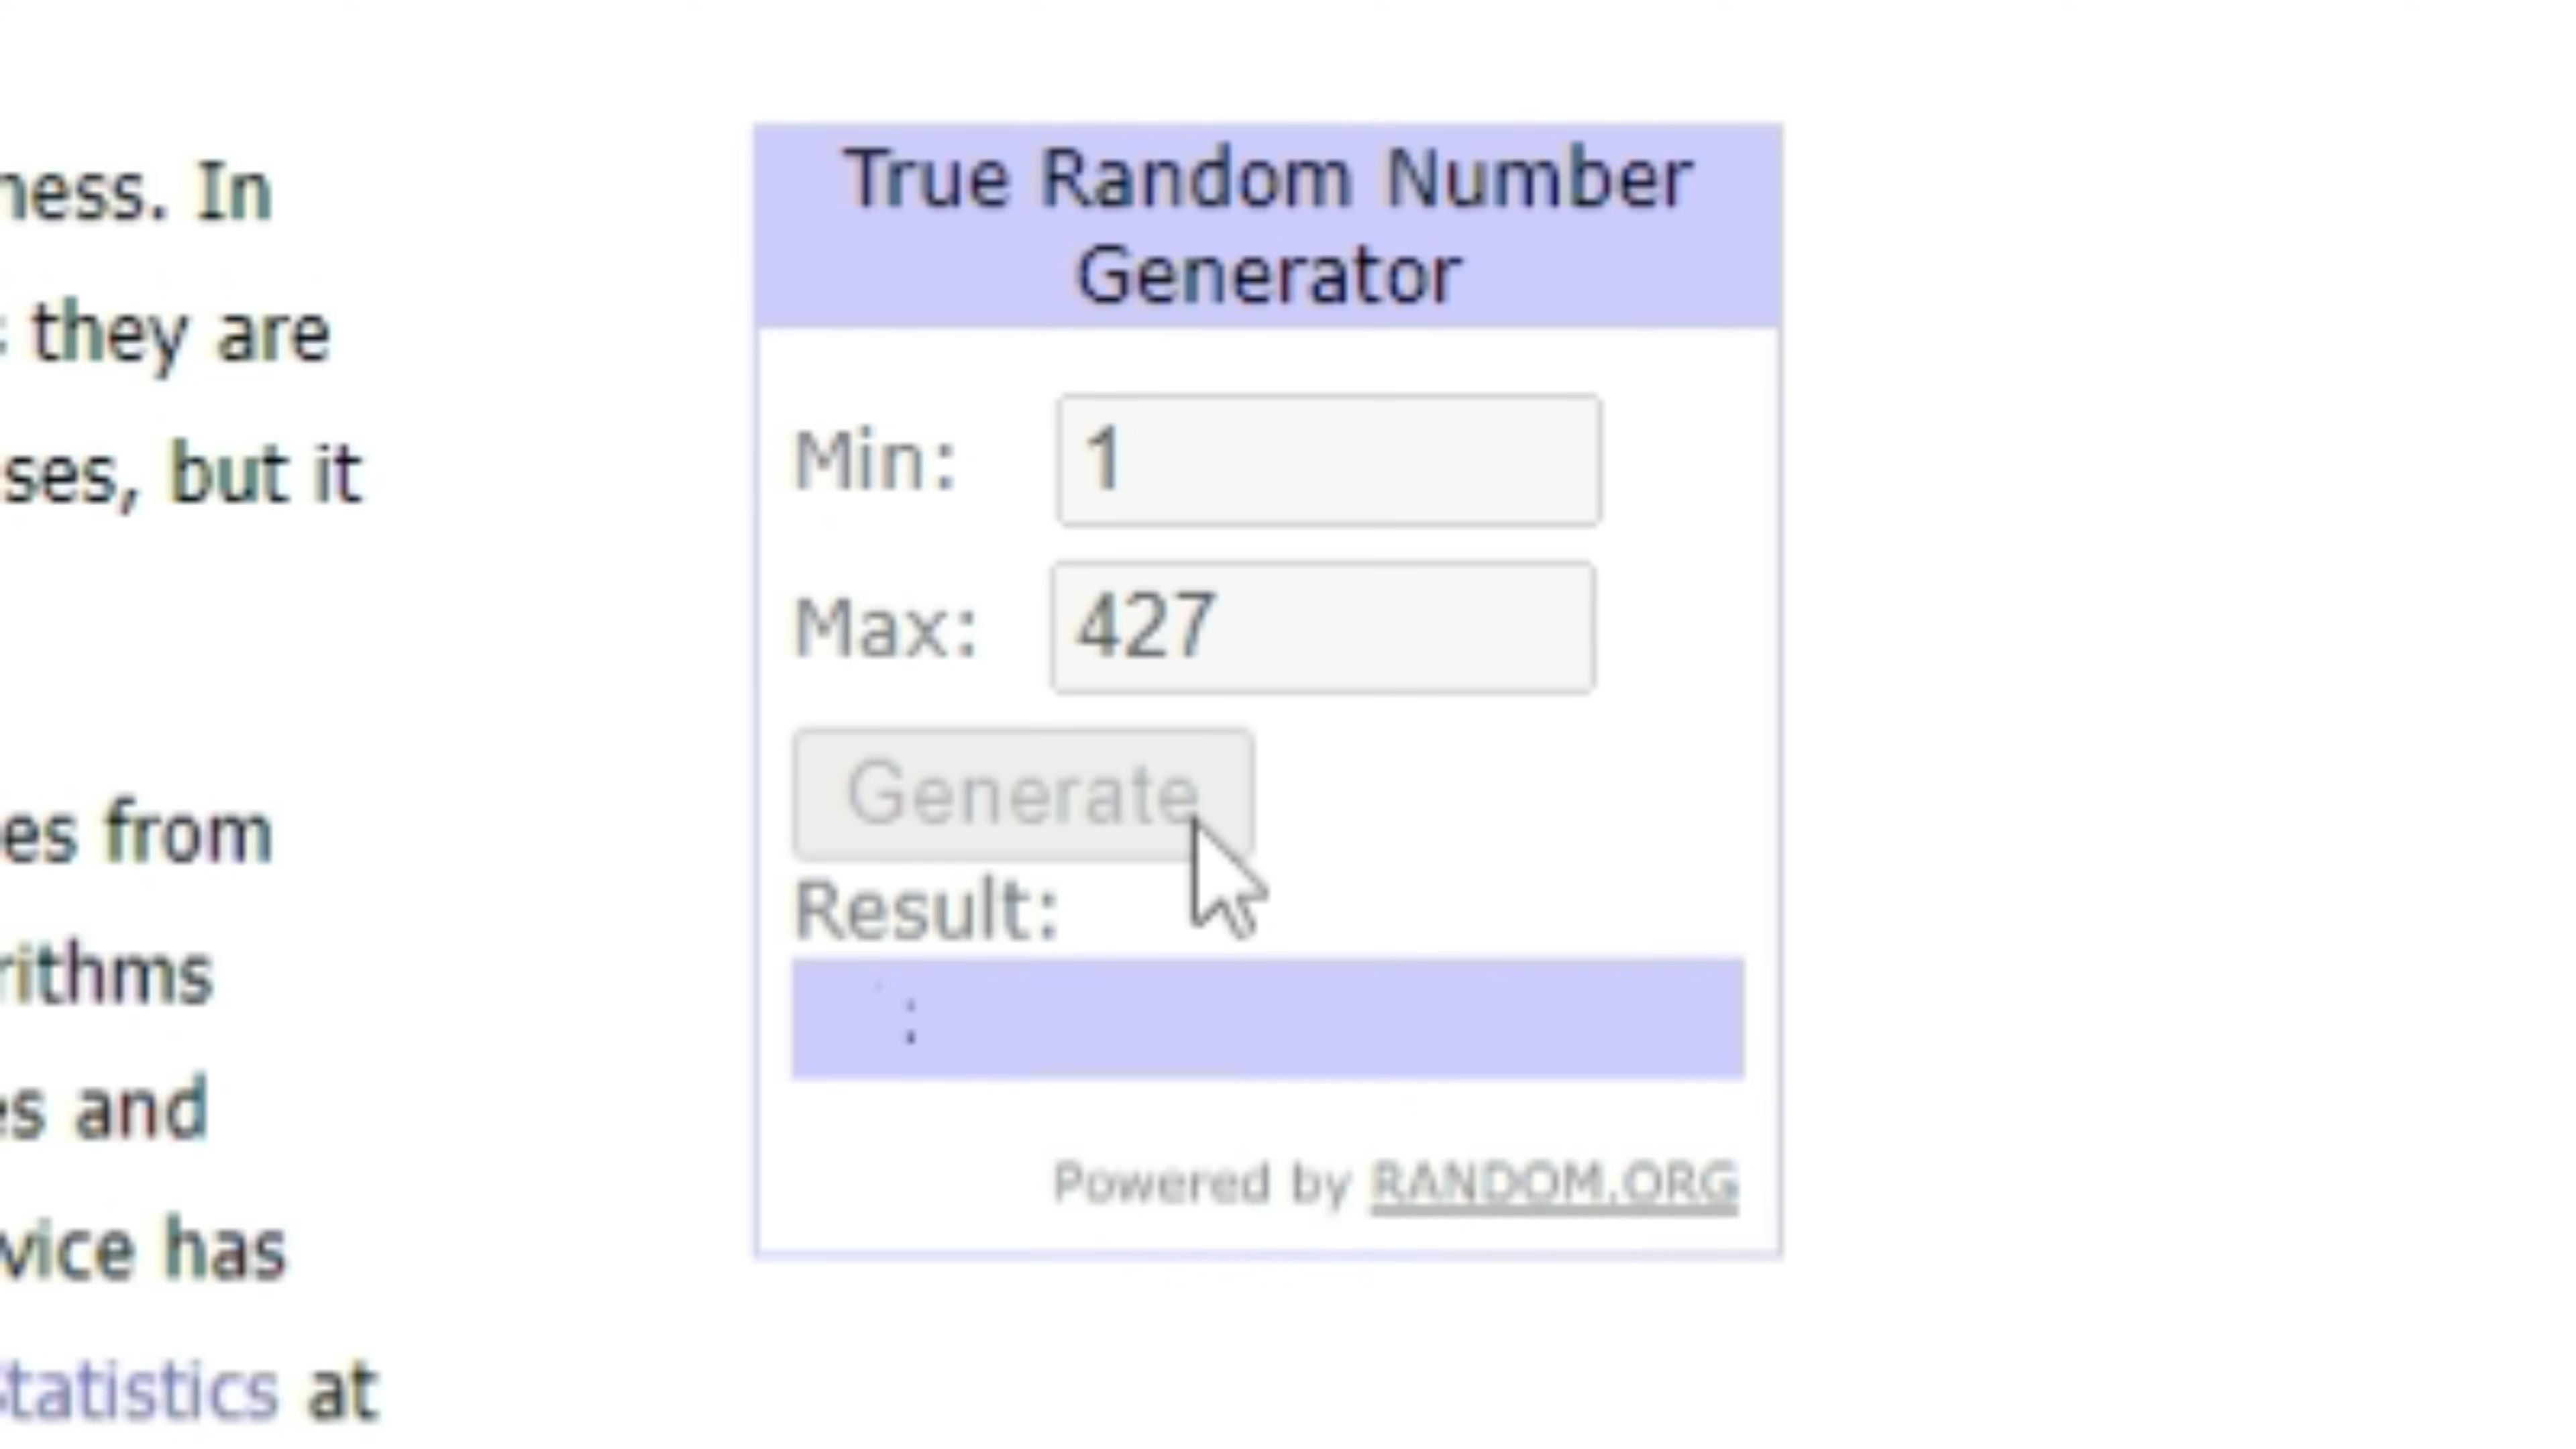 ness. In
they are
ses, but it
es from
rithms
es and
vice has
tatistics at
True Random Number
Generator
Min: 1
Max: 427
Generate
Result:
Powered by RANDOM.ORG